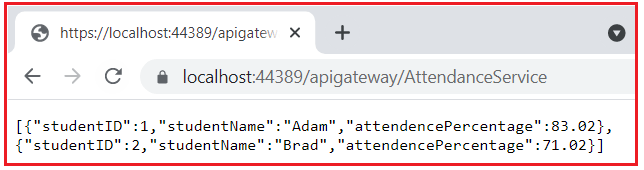 https://localhost:44389/apigatew
localhost:44389/apigateway/AttendanceService
[{"studentID":1,"studentName":"Adam","attendencePercentage":83.02},
{"studentID":2,"studentName":"Brad","attendencePercentage":71.02}]